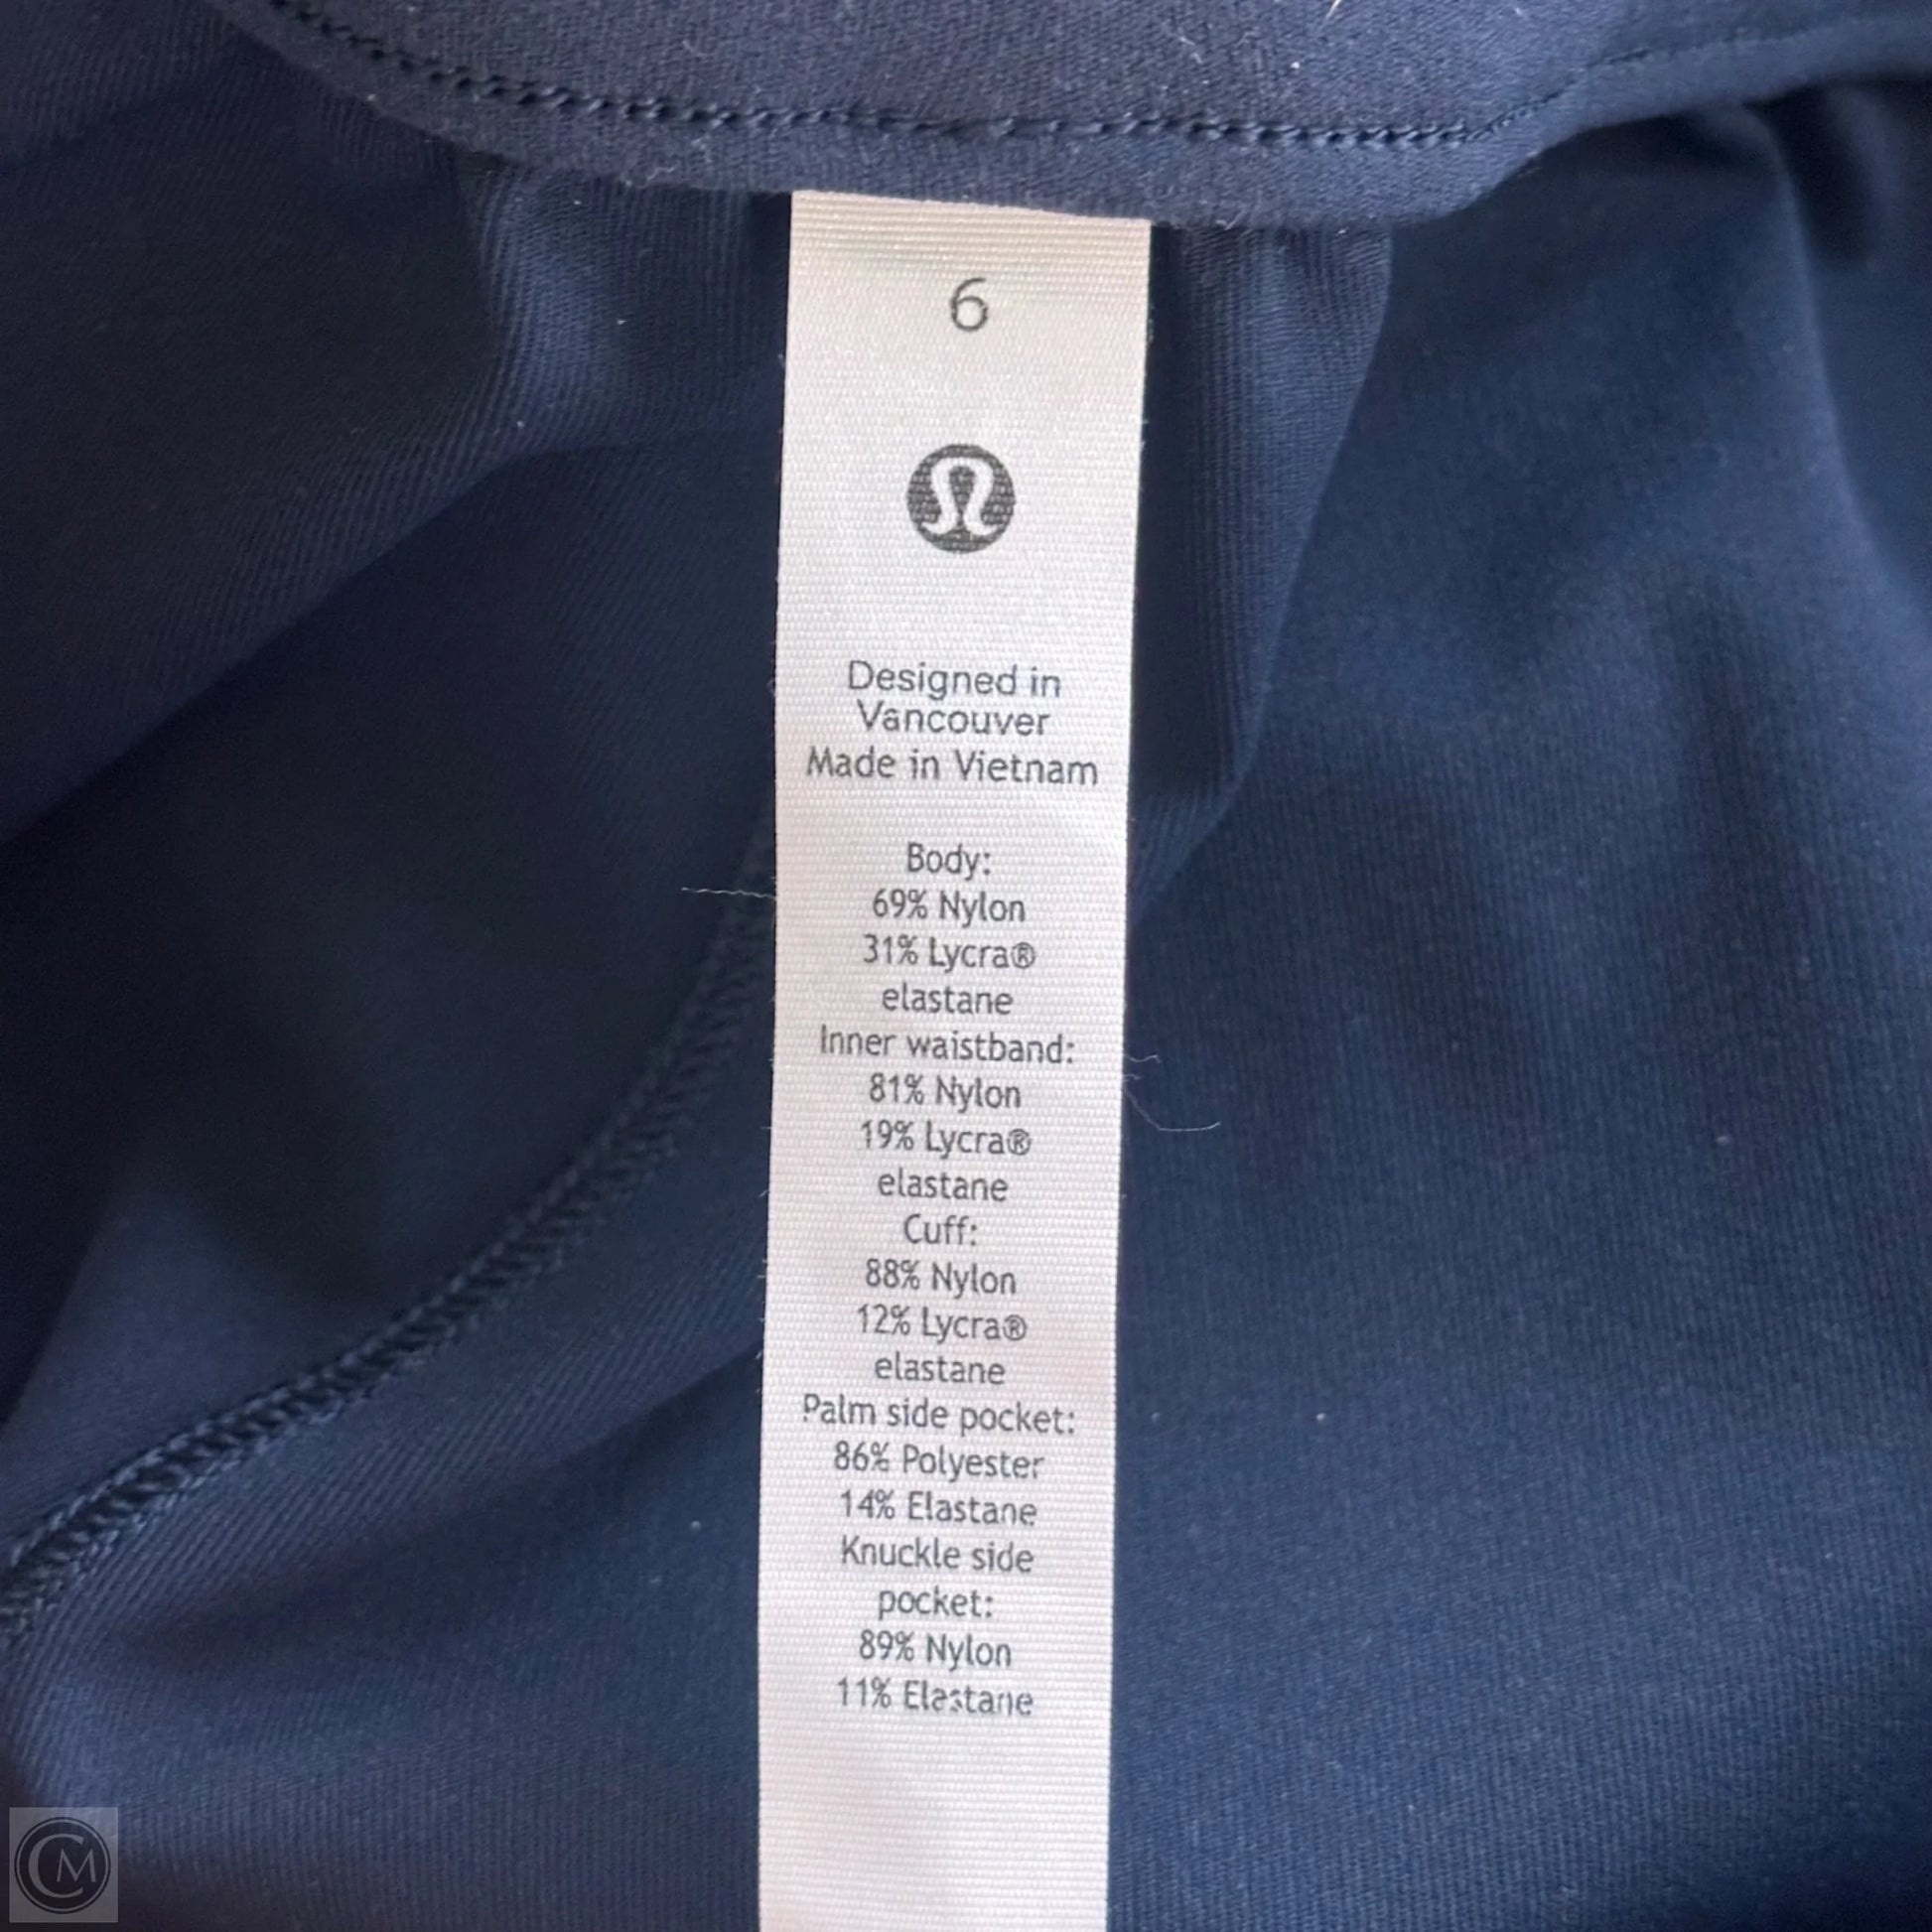 6
Designed in
Vancouver
Made in Vietnam
Body:
69% Nylon
31% Lycra®
elastane
Inner waistband:
81% Nylon
19% Lycra®
elastane
Cuff:
88% Nylon
12% Lycra®
elastane
Palm side pocket:
86% Polyester
14% Elastane
Knuckle side
pocket:
89% Nylon
11% Elastane
CM